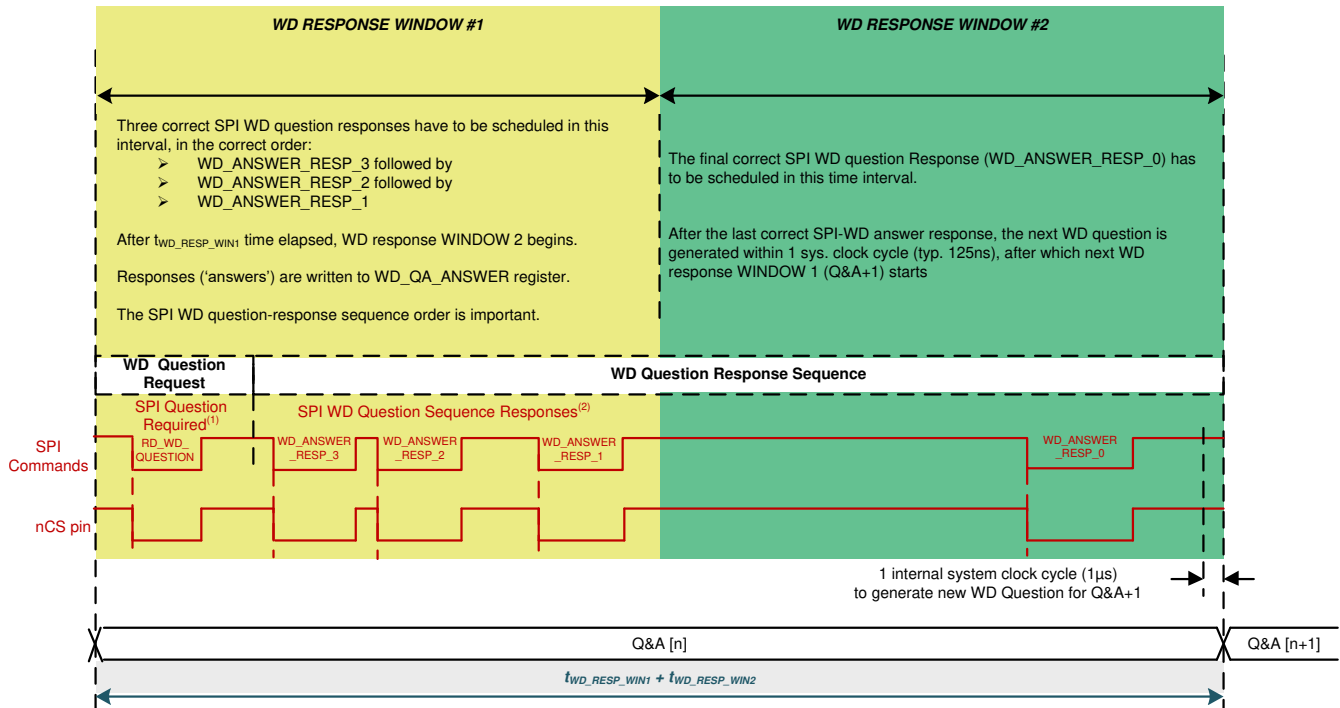 WD RESPONSE WINDOW #1
WD RESPONSE WINDOW #2
Three correct SPI WD question responses have to be scheduled in this
interval, in the correct order:
➢ WD_ANSWER_RESP_3 followed by
➢ WD_ANSWER_RESP_2 followed by
➢ WD_ANSWER_RESP_1
After tWD_RESP_WIN1 time elapsed, WD response WINDOW 2 begins.
Responses (‘answers’) are written to WD_QA_ANSWER register.
The SPI WD question-response sequence order is important.
The final correct SPI WD question Response (WD_ANSWER_RESP_0) has
to be scheduled in this time interval.
After the last correct SPI-WD answer response, the next WD question is
generated within 1 sys. clock cycle (typ. 125ns), after which next WD
response WINDOW 1 (Q&A+1) starts
WD Question
Request
WD Question Response Sequence
SPI Question
Required(1)
SPI WD Question Sequence Responses(2)
SPI
Commands
RD_WD_
QUESTION
WD_ANSWER
_RESP_3
WD_ANSWER
_RESP_2
WD_ANSWER
_RESP_1
WD_ANSWER
_RESP_0
nCS pin
1 internal system clock cycle (1µs)
to generate new WD Question for Q&A+1
Q&A [n]
Q&A [n+1]
tWD_RESP_WIN1 + tWD_RESP_WIN2